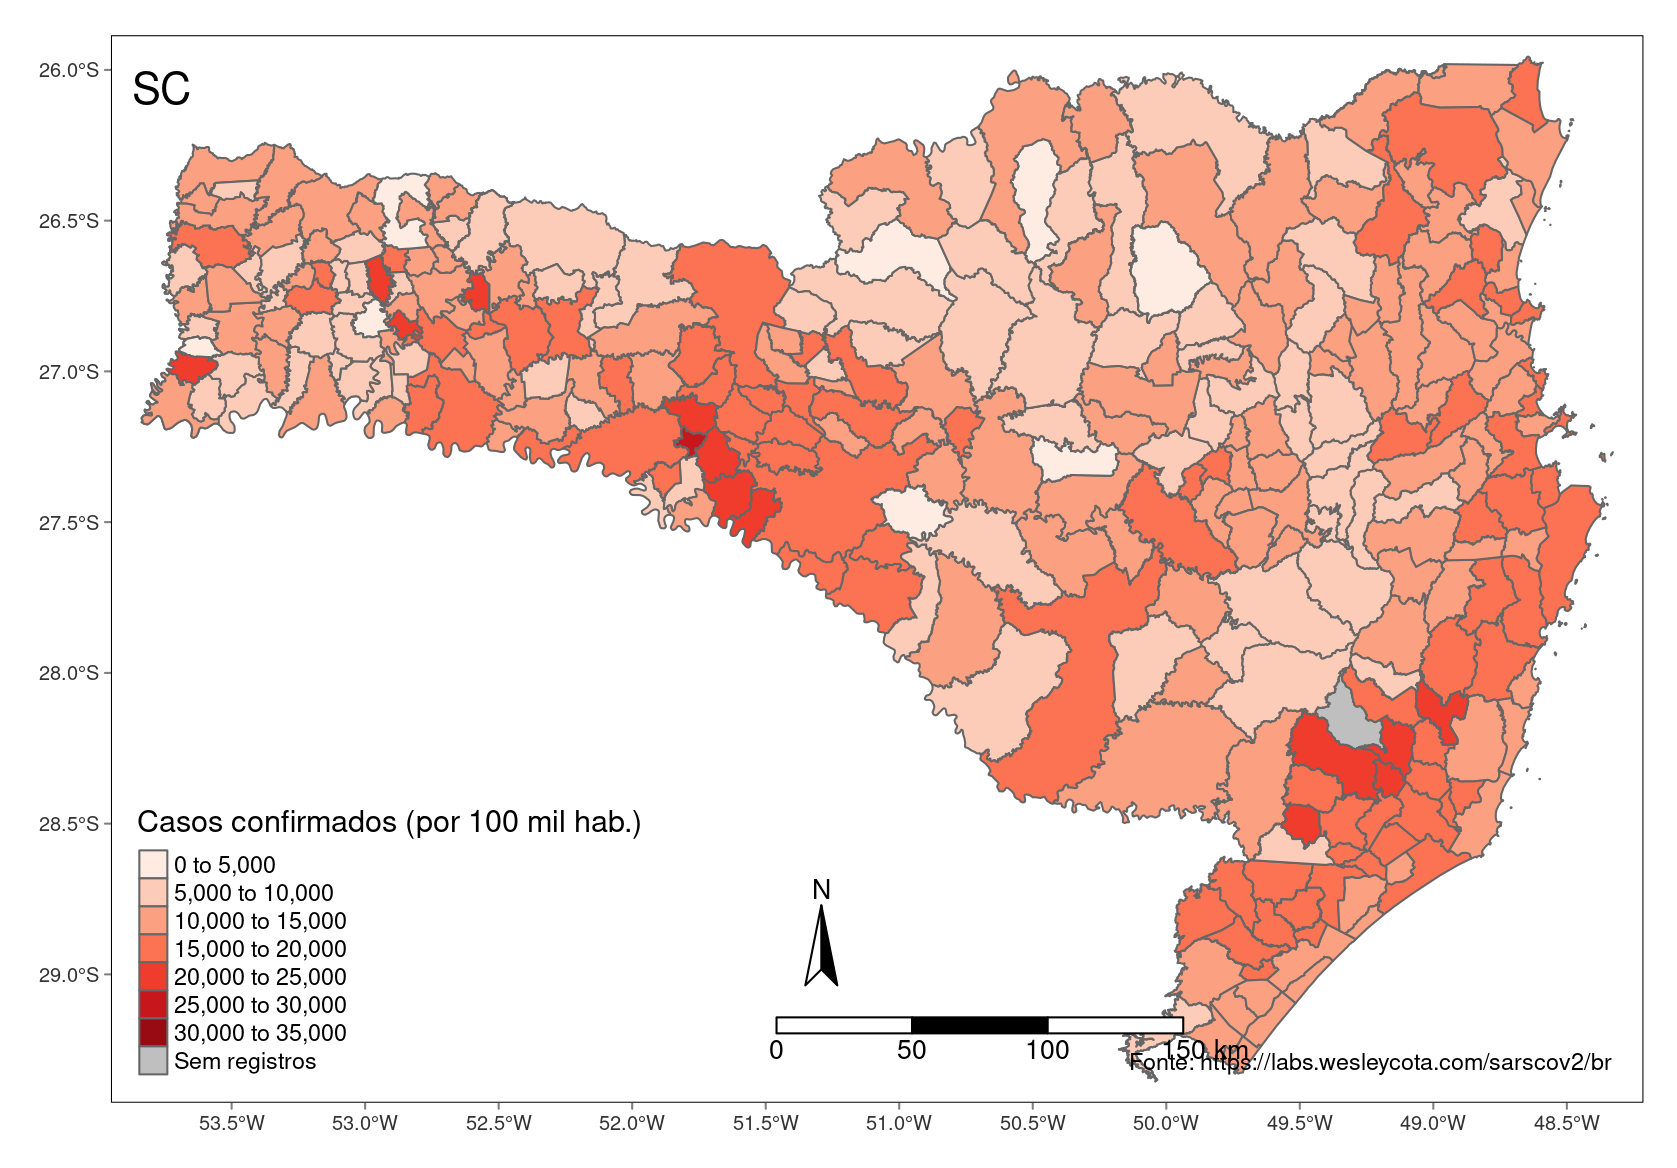 SC
26.0°S
26.5°S
27.0°S
27.5°S
28.0°S
28.5°S
29.0°S
Casos confirmados (por 100 mil hab.)
0 to 5,000
5,000 to 10,000
10,000 to 15,000
15,000 to 20,000
20,000 to 25,000
25,000 to 30,000
30,000 to 35,000
Sem registros
N
0 50 100 150 km
Fonte: https://labs.wesleycota.com/sarscov2/br
53.5°W 53.0°W 52.5°W 52.0°W 51.5°W 51.0°W 50.5°W 50.0°W 49.5°W 49.0°W 48.5°W